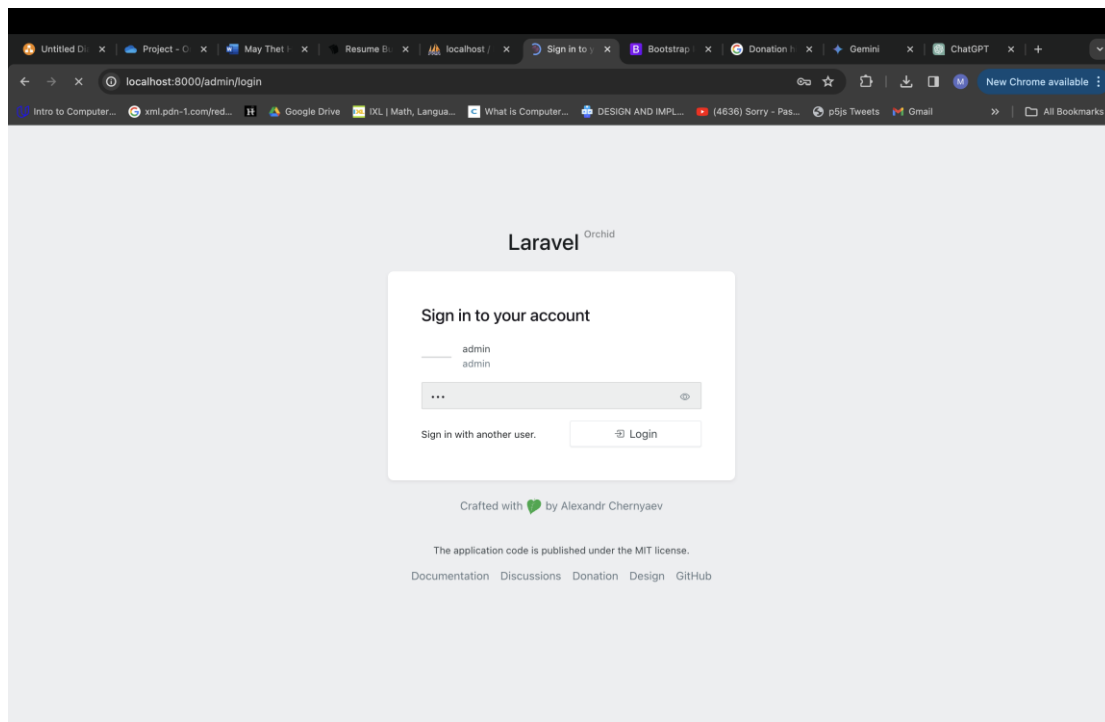 Untitled Di Project - O May Thet H Resume Bu localhost / Sign in to y Bootstrap Donation h Gemini ChatGPT
localhost:8000/admin/login M New Chrome available
Intro to Computer... xml.pdn-1.com/red... Google Drive IXL | Math, Langua... What is Computer... DESIGN AND IMPL... (4636) Sorry - Pas... p5js Tweets Gmail » All Bookmarks
Laravel Orchid
Sign in to your account
admin
admin
•••
Sign in with another user. Login
Crafted with by Alexandr Chernyaev
The application code is published under the MIT license.
Documentation Discussions Donation Design GitHub